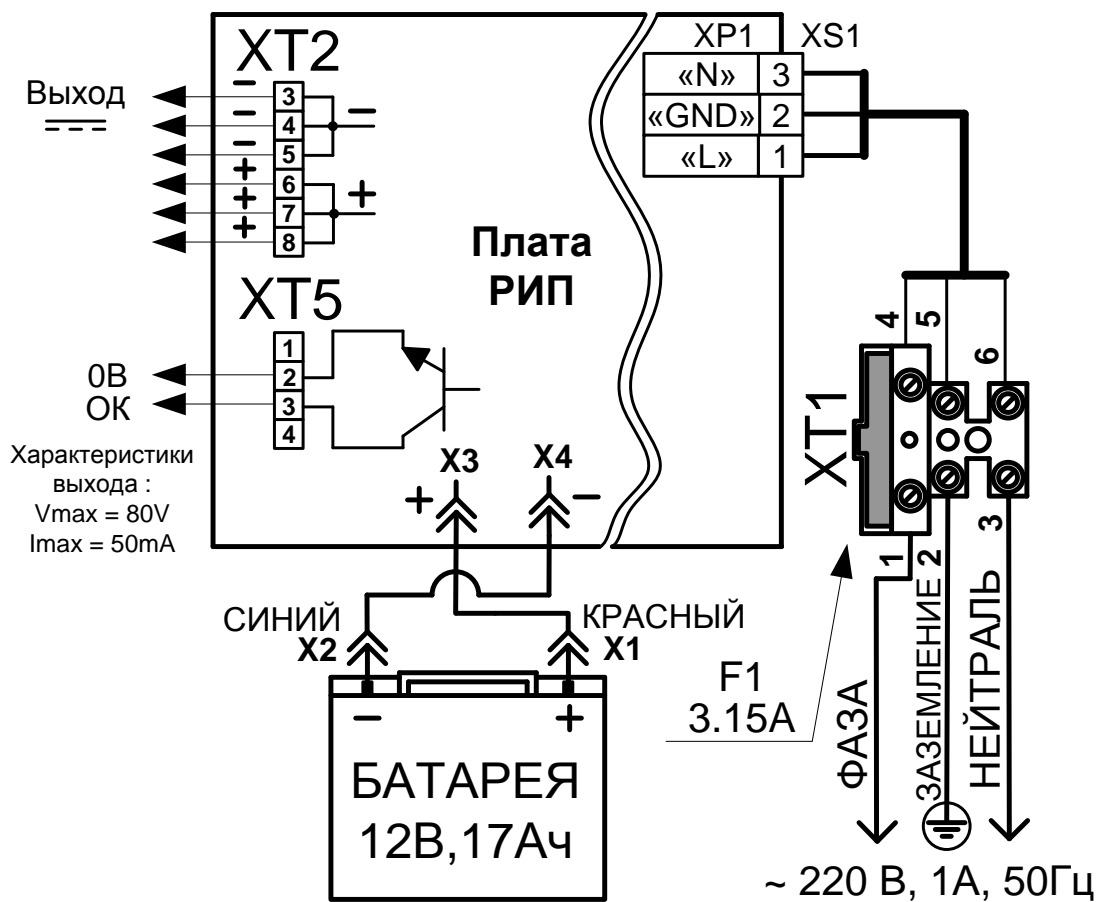 XT2
Выход
− 3
− 4 −
− 5
+ 6
+ 7 +
+ 8
XT5
1
0В 2
ОК 3
4
Характеристики
выхода :
Vmax = 80V
Imax = 50mA
Плата
РИП
XP1 XS1
«N» 3
«GND» 2
«L» 1
X3 X4
+ −
СИНИЙ КРАСНЫЙ
X2 X1
− +
БАТАРЕЯ
12В,17Ач
4 5 6
XT1
1 2 3
F1
3.15А
ФАЗА
ЗАЗЕМЛЕНИЕ
НЕЙТРАЛЬ
~ 220 В, 1А, 50Гц